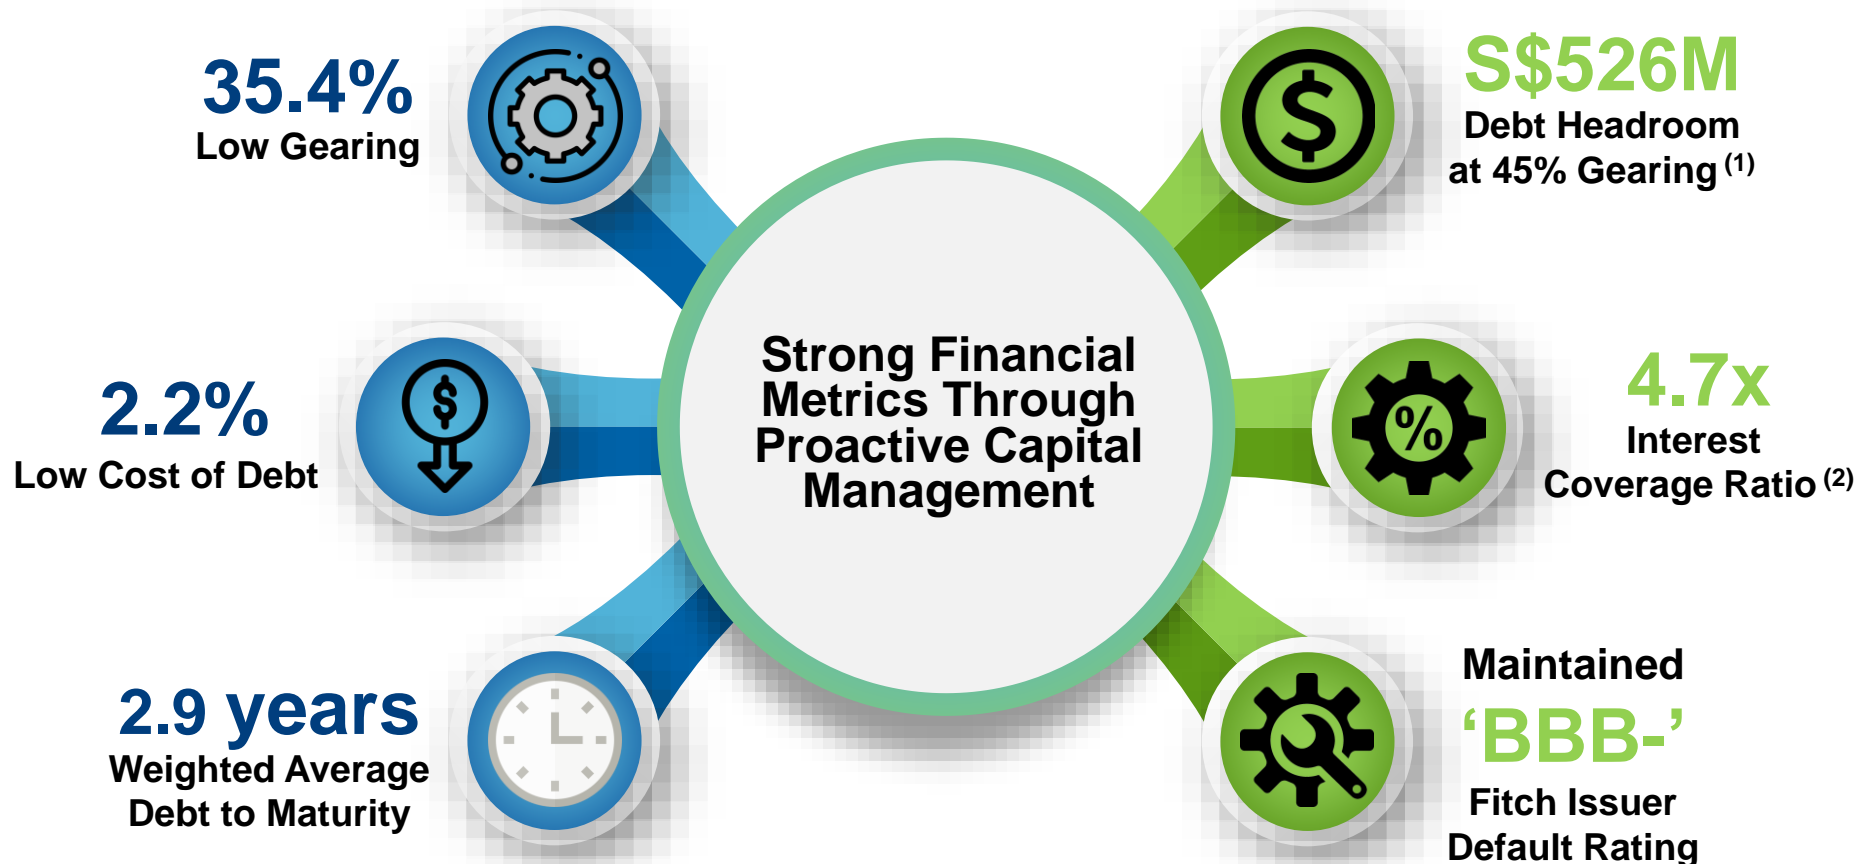 35.4%
Low Gearing
2.2%
Low Cost of Debt
2.9 years
Weighted Average
Debt to Maturity
Strong Financial
Metrics Through
Proactive Capital
Management
S$526M
Debt Headroom
at 45% Gearing (1)
4.7x
Interest
Coverage Ratio (2)
Maintained
‘BBB-’
Fitch Issuer
Default Rating